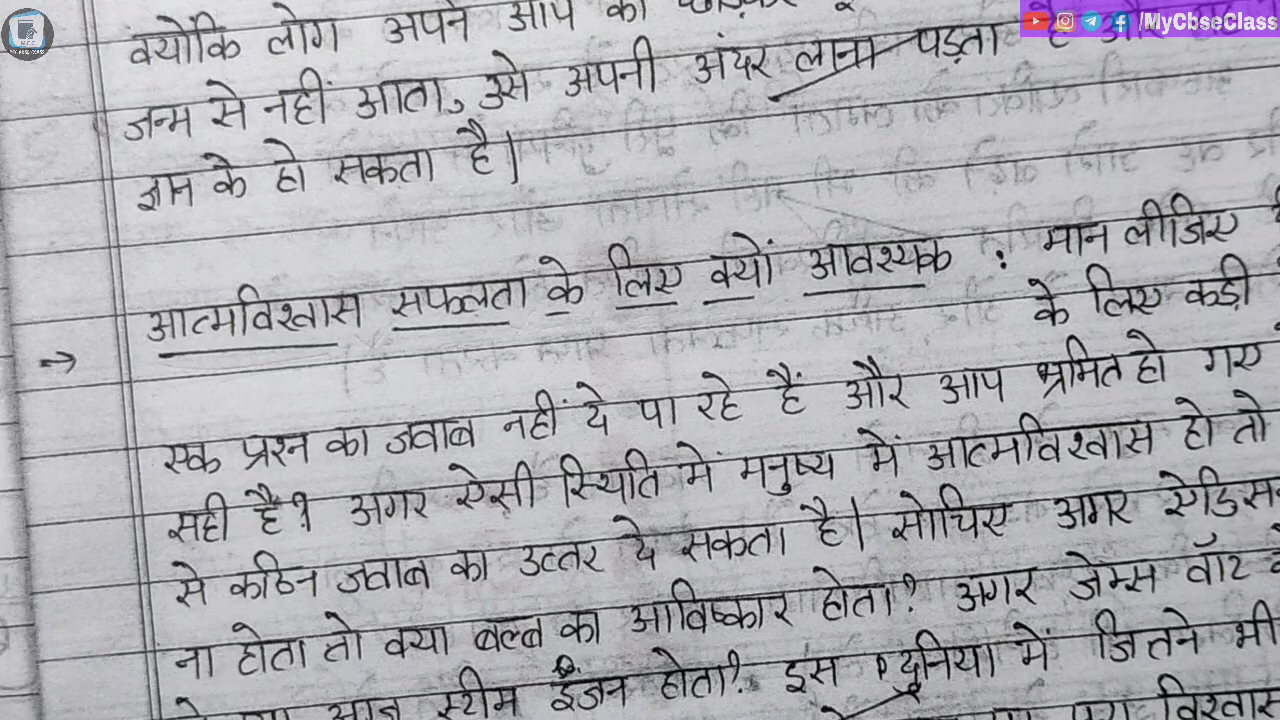 /MyCbseClass
क्योंकि लोग अपने आप को
जन्म से नहीं आता, उसे अपनी अंदर लाना पड़ता है और
ज्ञान के हो सकता है।
आत्मविश्वास सफलता के लिए क्यों आवश्यक : मान लीजिए
के लिए कड़ी
→ एक प्रश्न का जवाब नहीं दे पा रहे हैं और आप भ्रमित हो गए
सही है? अगर ऐसी स्थिति में मनुष्य में आत्मविश्वास हो तो
से कठिन जवाब का उत्तर दे सकता है। सोचिए अगर ऐडिस
ना होता तो क्या बल्ब का आविष्कार होता? अगर जेम्स वॉट
आज स्टीम इंजन होता? इस दुनिया में जितने भी
विश्वास